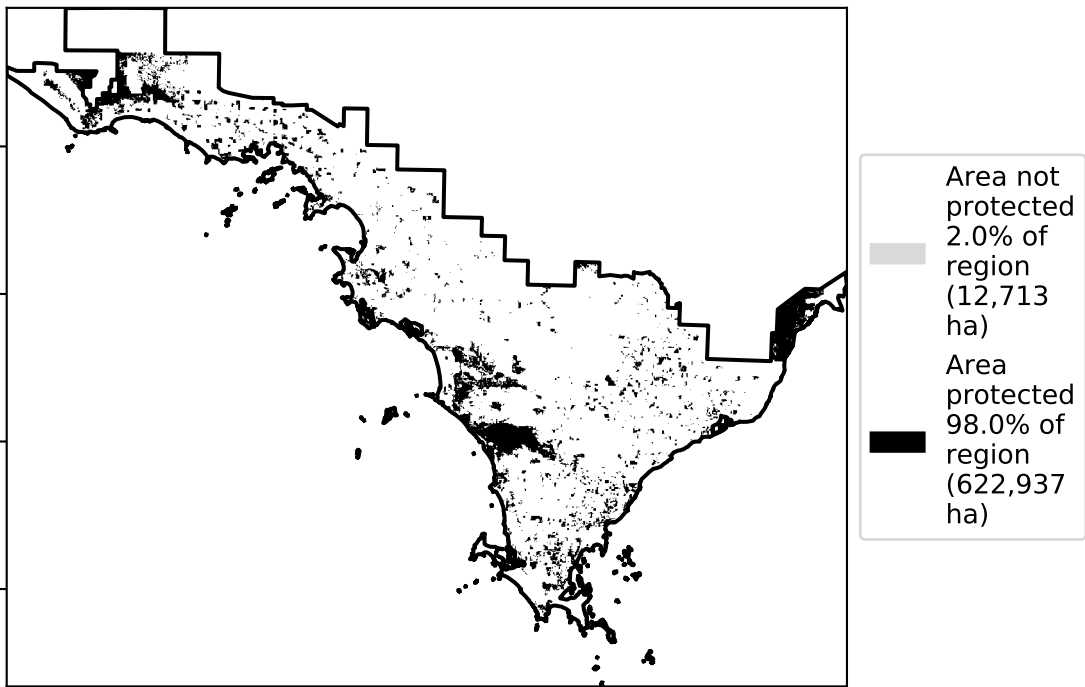 Area not
protected
2.0% of
region
(12,713
ha)
Area
protected
98.0% of
region
(622,937
ha)